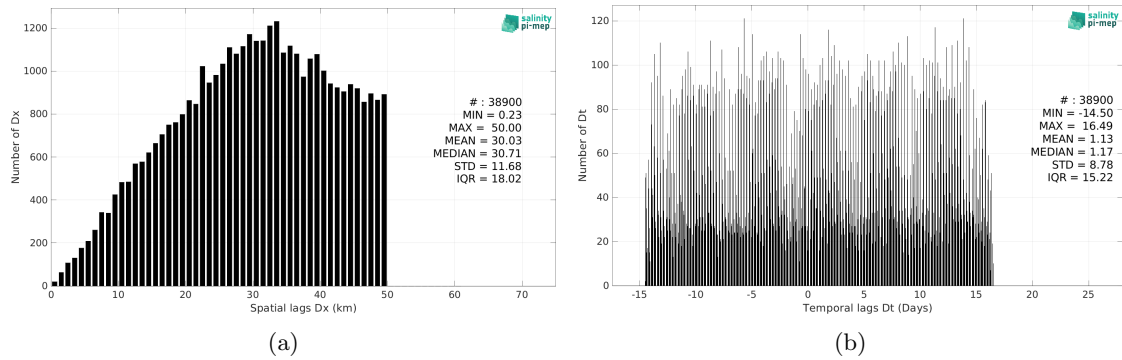 salinity
pi-mep
1200
1000
800
600
400
200
0
Number of Dx
# : 38900
MIN = 0.23
MAX = 50.00
MEAN = 30.03
MEDIAN = 30.71
STD = 11.68
IQR = 18.02
0 10 20 30 40 50 60 70
Spatial lags Dx (km)
(a)
salinity
pi-mep
120
100
80
60
40
20
0
Number of Dt
# : 38900
MIN = -14.50
MAX = 16.49
MEAN = 1.13
MEDIAN = 1.17
STD = 8.78
IQR = 15.22
-15 -10 -5 0 5 10 15 20 25
Temporal lags Dt (Days)
(b)